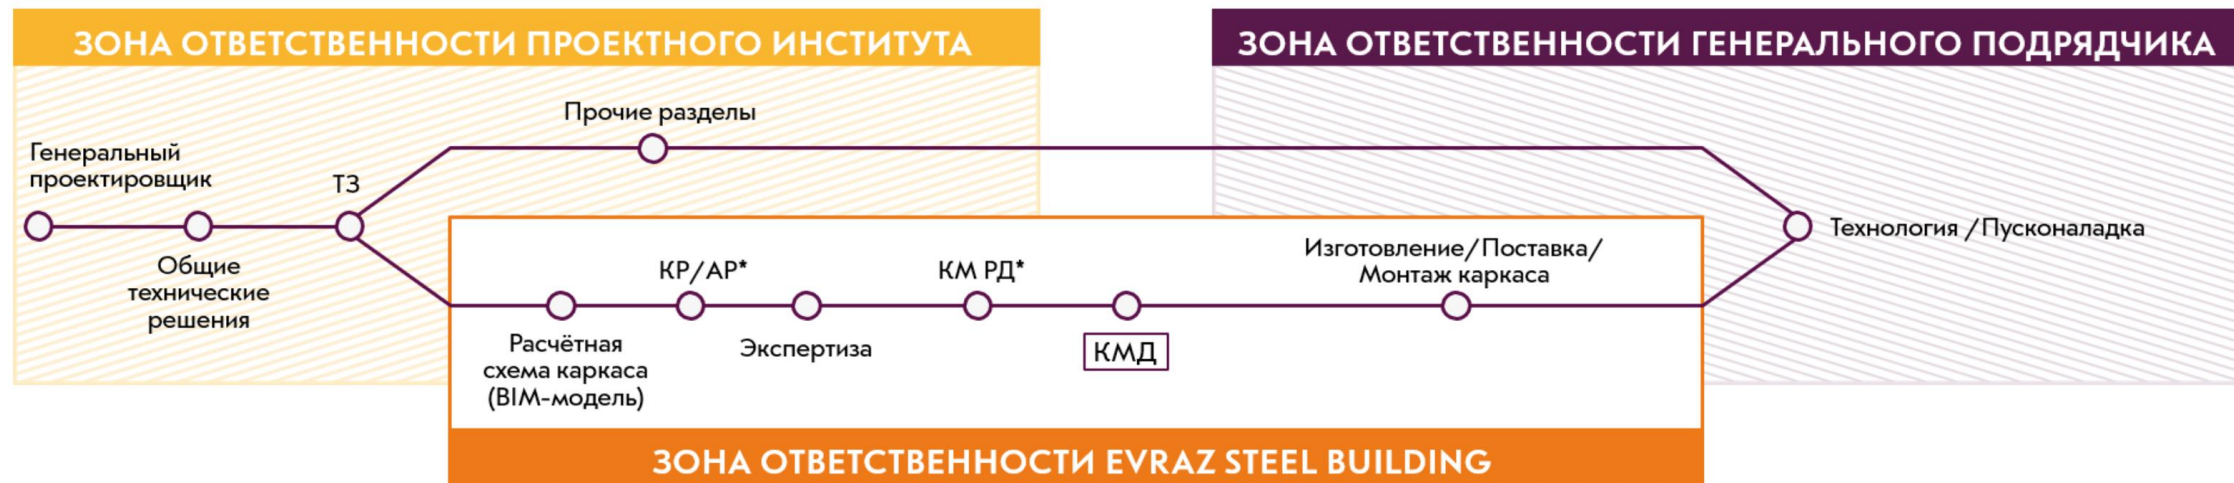 ЗОНА ОТВЕТСТВЕННОСТИ ПРОЕКТНОГО ИНСТИТУТА
ЗОНА ОТВЕТСТВЕННОСТИ ГЕНЕРАЛЬНОГО ПОДРЯДЧИКА
Прочие разделы
Генеральный
проектировщик
ТЗ
Общие
технические
решения
Технология /Пусконаладка
КР/АР*
КМ РД*
Изготовление/Поставка/
Монтаж каркаса
Расчётная
схема каркаса
(BIM-модель)
Экспертиза
КМД
ЗОНА ОТВЕТСТВЕННОСТИ EVRAZ STEEL BUILDING